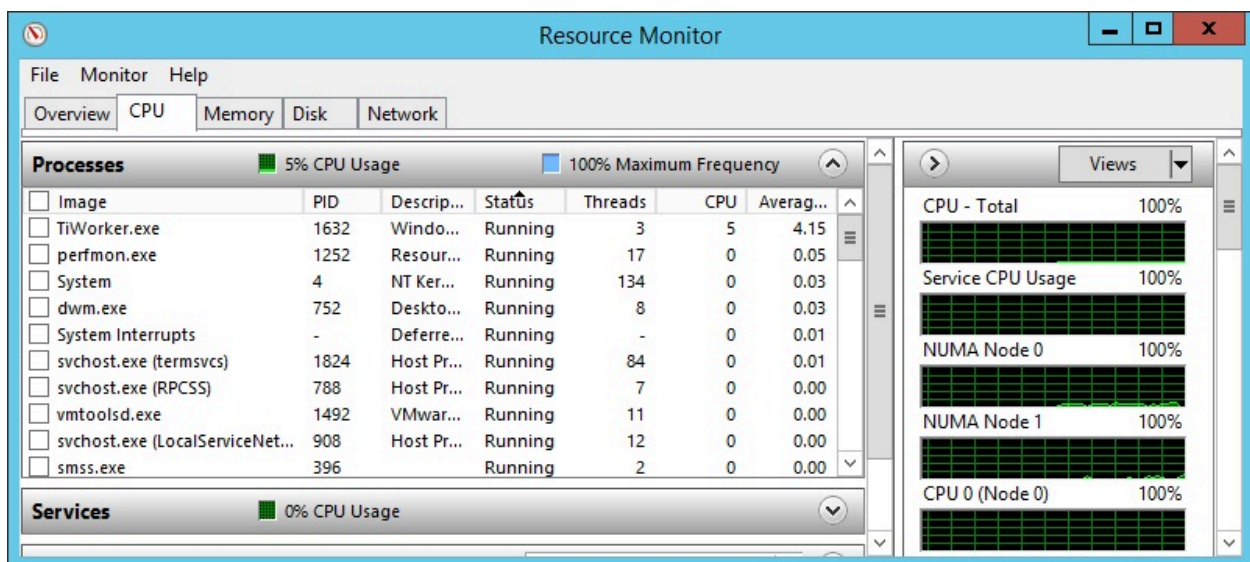 Resource Monitor
File Monitor Help
Overview CPU Memory Disk Network
Processes 5% CPU Usage 100% Maximum Frequency
Image PID Descrip... Status Threads CPU Averag...
TiWorker.exe 1632 Windo... Running 3 5 4.15
perfmon.exe 1252 Resour... Running 17 0 0.05
System 4 NT Ker... Running 134 0 0.03
dwm.exe 752 Deskto... Running 8 0 0.03
System Interrupts - Deferre... Running - 0 0.01
svchost.exe (termsvcs) 1824 Host Pr... Running 84 0 0.01
svchost.exe (RPCSS) 788 Host Pr... Running 7 0 0.00
vmtoolsd.exe 1492 VMwar... Running 11 0 0.00
svchost.exe (LocalServiceNet... 908 Host Pr... Running 12 0 0.00
smss.exe 396 Running 2 0 0.00
Services 0% CPU Usage
Views
CPU - Total 100%
Service CPU Usage 100%
NUMA Node 0 100%
NUMA Node 1 100%
CPU 0 (Node 0) 100%